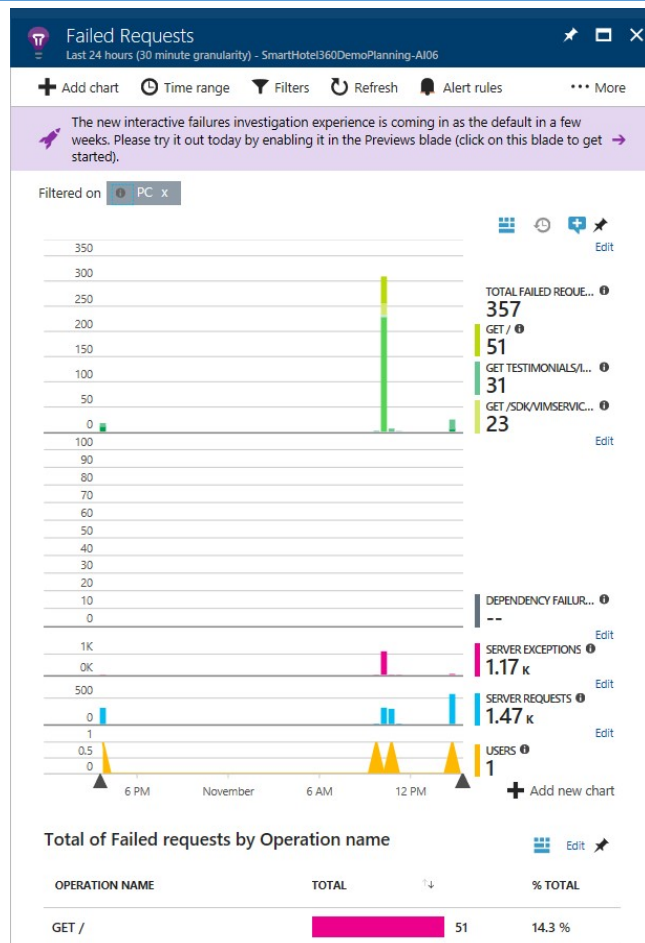 Failed Requests
Last 24 hours (30 minute granularity) - SmartHotel360DemoPlanning-AI06
Add chart Time range Filters Refresh Alert rules ··· More
The new interactive failures investigation experience is coming in as the default in a few
weeks. Please try it out today by enabling it in the Previews blade (click on this blade to get
started).
Filtered on PC x
Edit
350
300
250
200
150
100
50
0
TOTAL FAILED REQUE...
357
GET /
51
GET TESTIMONIALS/I...
31
GET /SDK/VIMSERVIC...
23
Edit
100
90
80
70
60
50
40
30
20
10
0
DEPENDENCY FAILUR...
--
Edit
1K
0K
SERVER EXCEPTIONS
1.17 K
Edit
500
0
SERVER REQUESTS
1.47 K
Edit
1
0.5
0
USERS
1
6 PM November 6 AM 12 PM
Add new chart
Total of Failed requests by Operation name
Edit
OPERATION NAME TOTAL % TOTAL
GET / 51 14.3 %